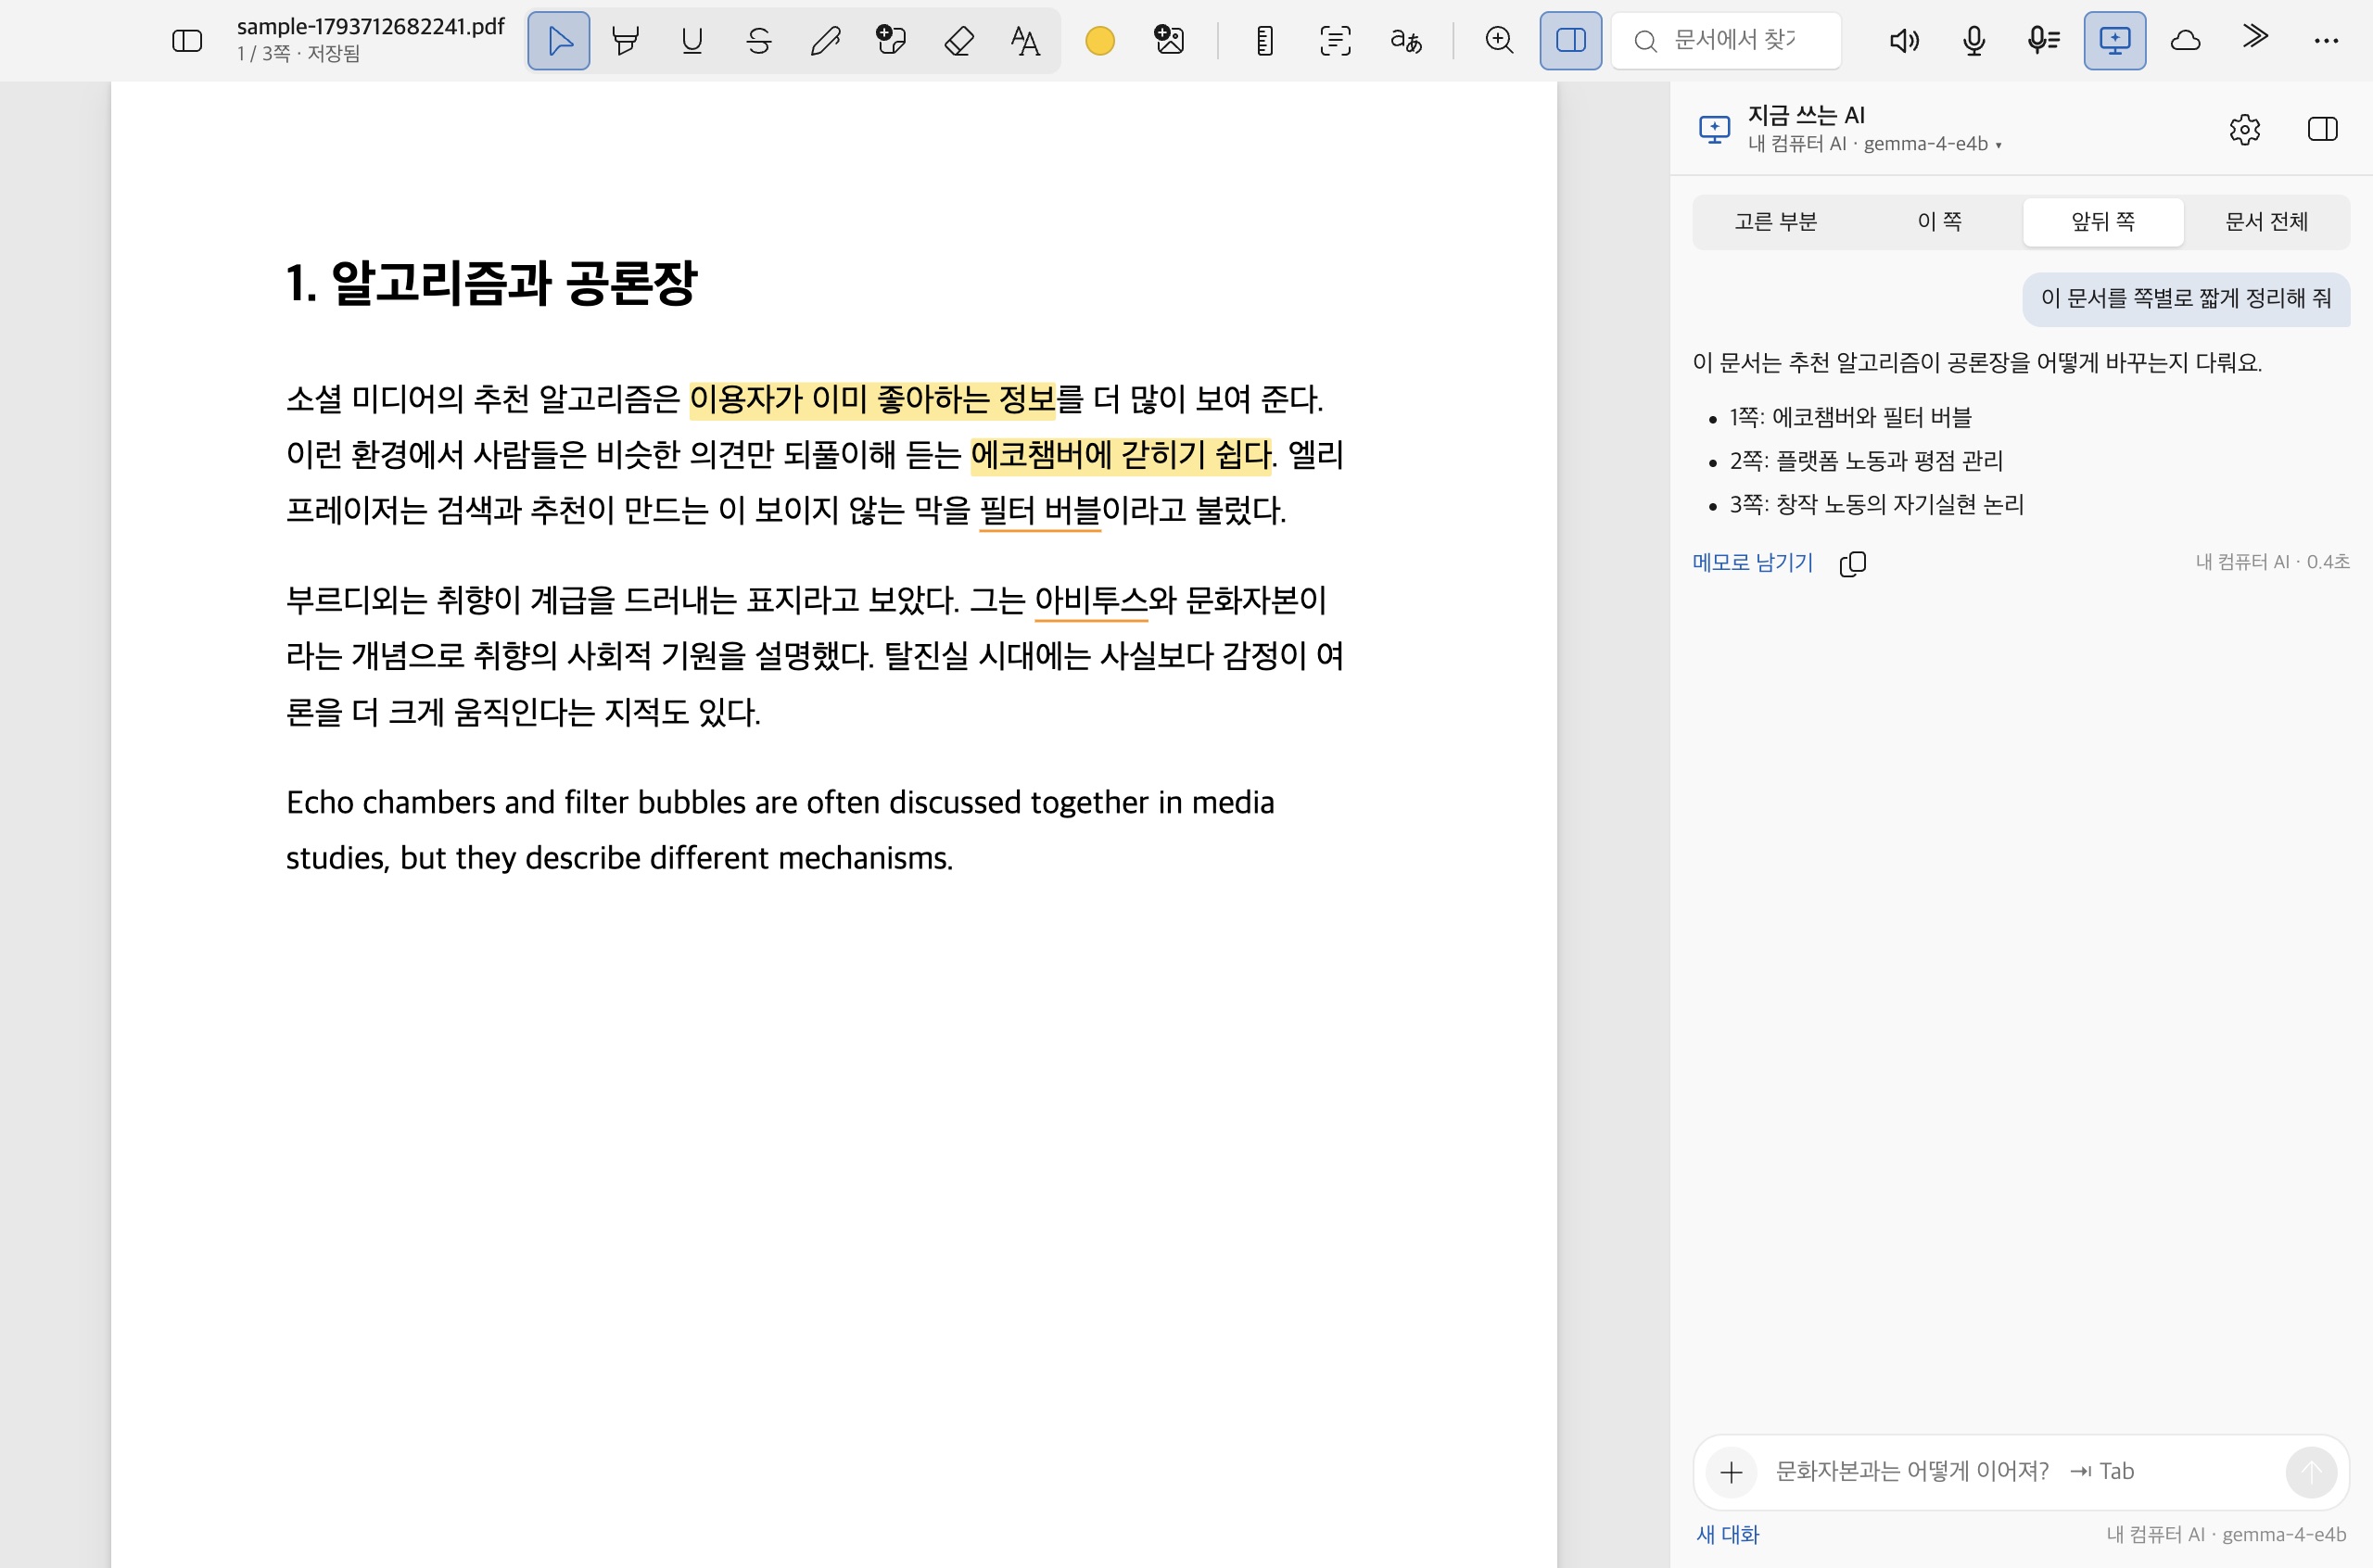 sample-1793712682241.pdf
1 / 3쪽 · 저장됨
문서에서 찾기
지금 쓰는 AI
내 컴퓨터 AI · gemma-4-e4b
고른 부분
이 쪽
앞뒤 쪽
문서 전체
1. 알고리즘과 공론장
소셜 미디어의 추천 알고리즘은 이용자가 이미 좋아하는 정보를 더 많이 보여 준다.
이런 환경에서 사람들은 비슷한 의견만 되풀이해 듣는 에코챔버에 갇히기 쉽다. 엘리
프레이저는 검색과 추천이 만드는 이 보이지 않는 막을 필터 버블이라고 불렀다.
부르디외는 취향이 계급을 드러내는 표지라고 보았다. 그는 아비투스와 문화자본이
라는 개념으로 취향의 사회적 기원을 설명했다. 탈진실 시대에는 사실보다 감정이 여
론을 더 크게 움직인다는 지적도 있다.
Echo chambers and filter bubbles are often discussed together in media
studies, but they describe different mechanisms.
이 문서를 쪽별로 짧게 정리해 줘
이 문서는 추천 알고리즘이 공론장을 어떻게 바꾸는지 다뤄요.
• 1쪽: 에코챔버와 필터 버블
• 2쪽: 플랫폼 노동과 평점 관리
• 3쪽: 창작 노동의 자기실현 논리
메모로 남기기
내 컴퓨터 AI · 0.4초
문화자본과는 어떻게 이어져? Tab
새 대화
내 컴퓨터 AI · gemma-4-e4b